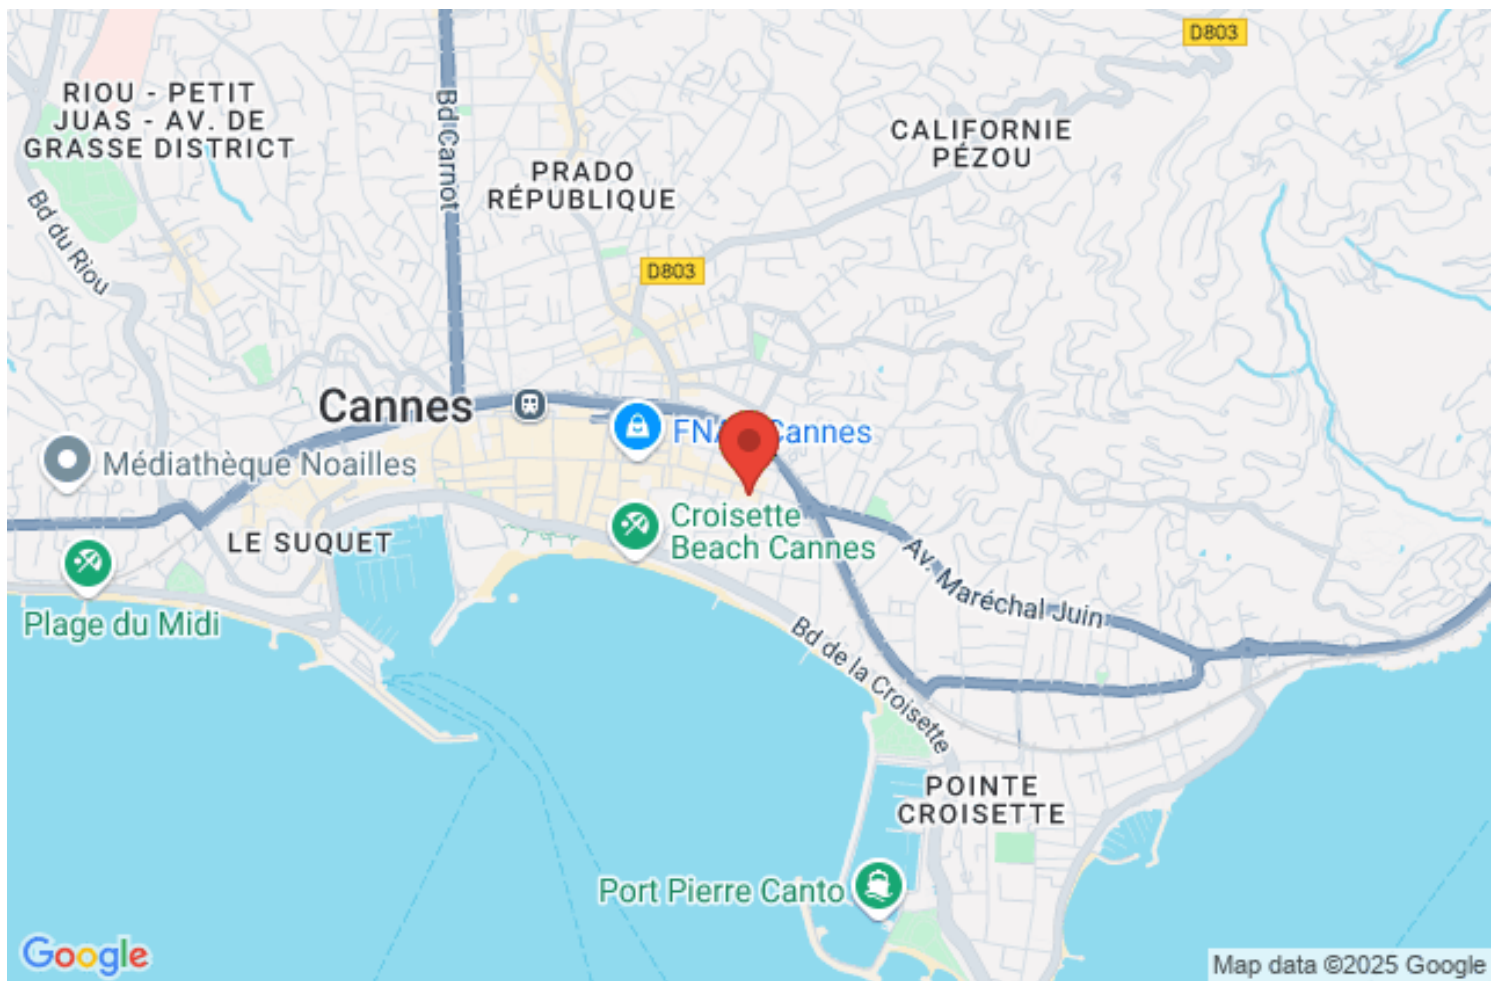 D803
RIOU - PETIT
JUAS - AV. DE
GRASSE DISTRICT
Bd Carnot
CALIFORNIE
PÉZOU
PRADO
RÉPUBLIQUE
Bd du Riou
D803
Cannes
FNA Cannes
Médiathèque Noailles
Croisette
Beach Cannes
LE SUQUET
Av. Maréchal Juin
Plage du Midi
Bd de la Croisette
POINTE
CROISETTE
Port Pierre Canto
Google
Map data ©2025 Google